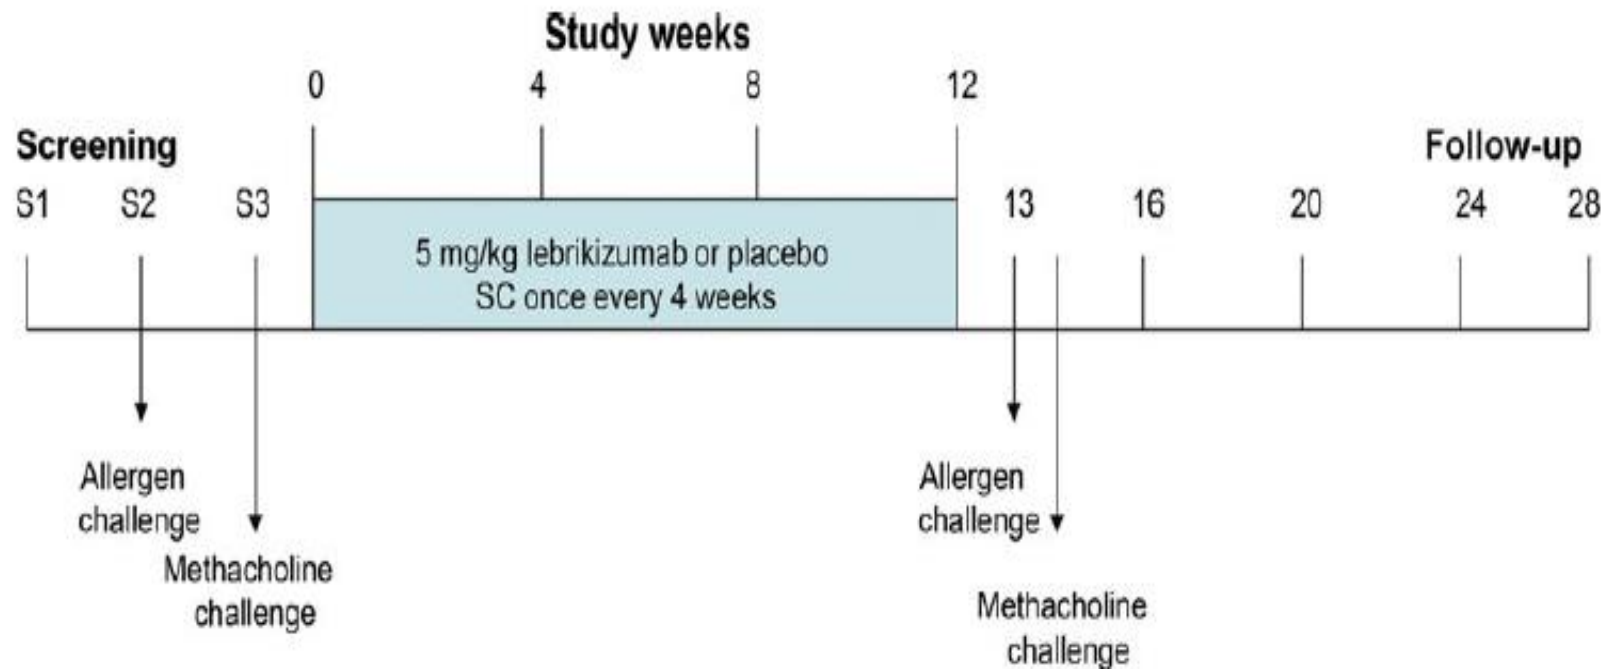 Study weeks
0 4 8 12
Screening
Follow-up
S1 S2 S3
13 16 20 24 28
5 mg/kg lebrikizumab or placebo
SC once every 4 weeks
Allergen
challenge
Methacholine
challenge
Allergen
challenge
Methacholine
challenge